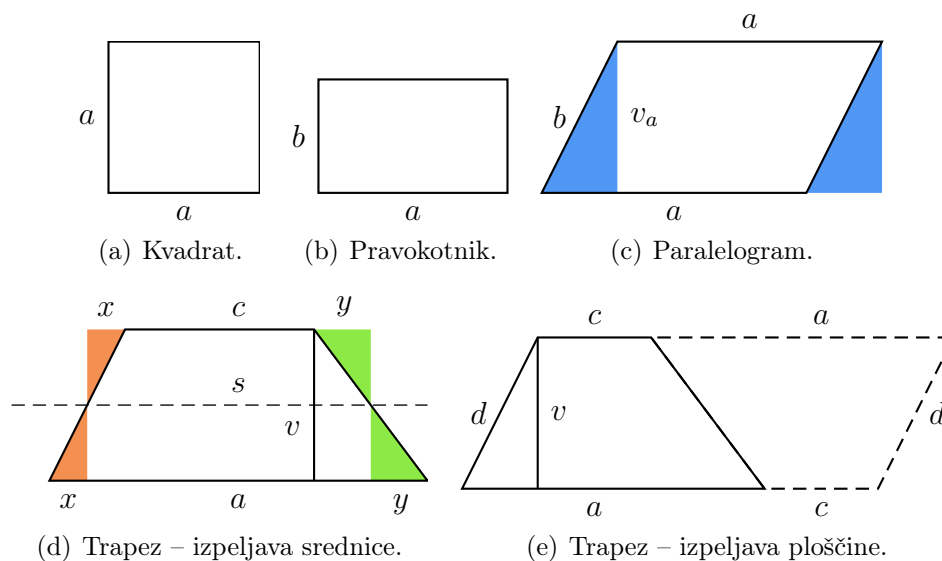 a
a
(a) Kvadrat.
b
a
(b) Pravokotnik.
a
b
v_a
a
(c) Paralelogram.
x c y
s
v
x a y
(d) Trapez – izpeljava srednice.
c a
d v d
a c
(e) Trapez – izpeljava ploščine.